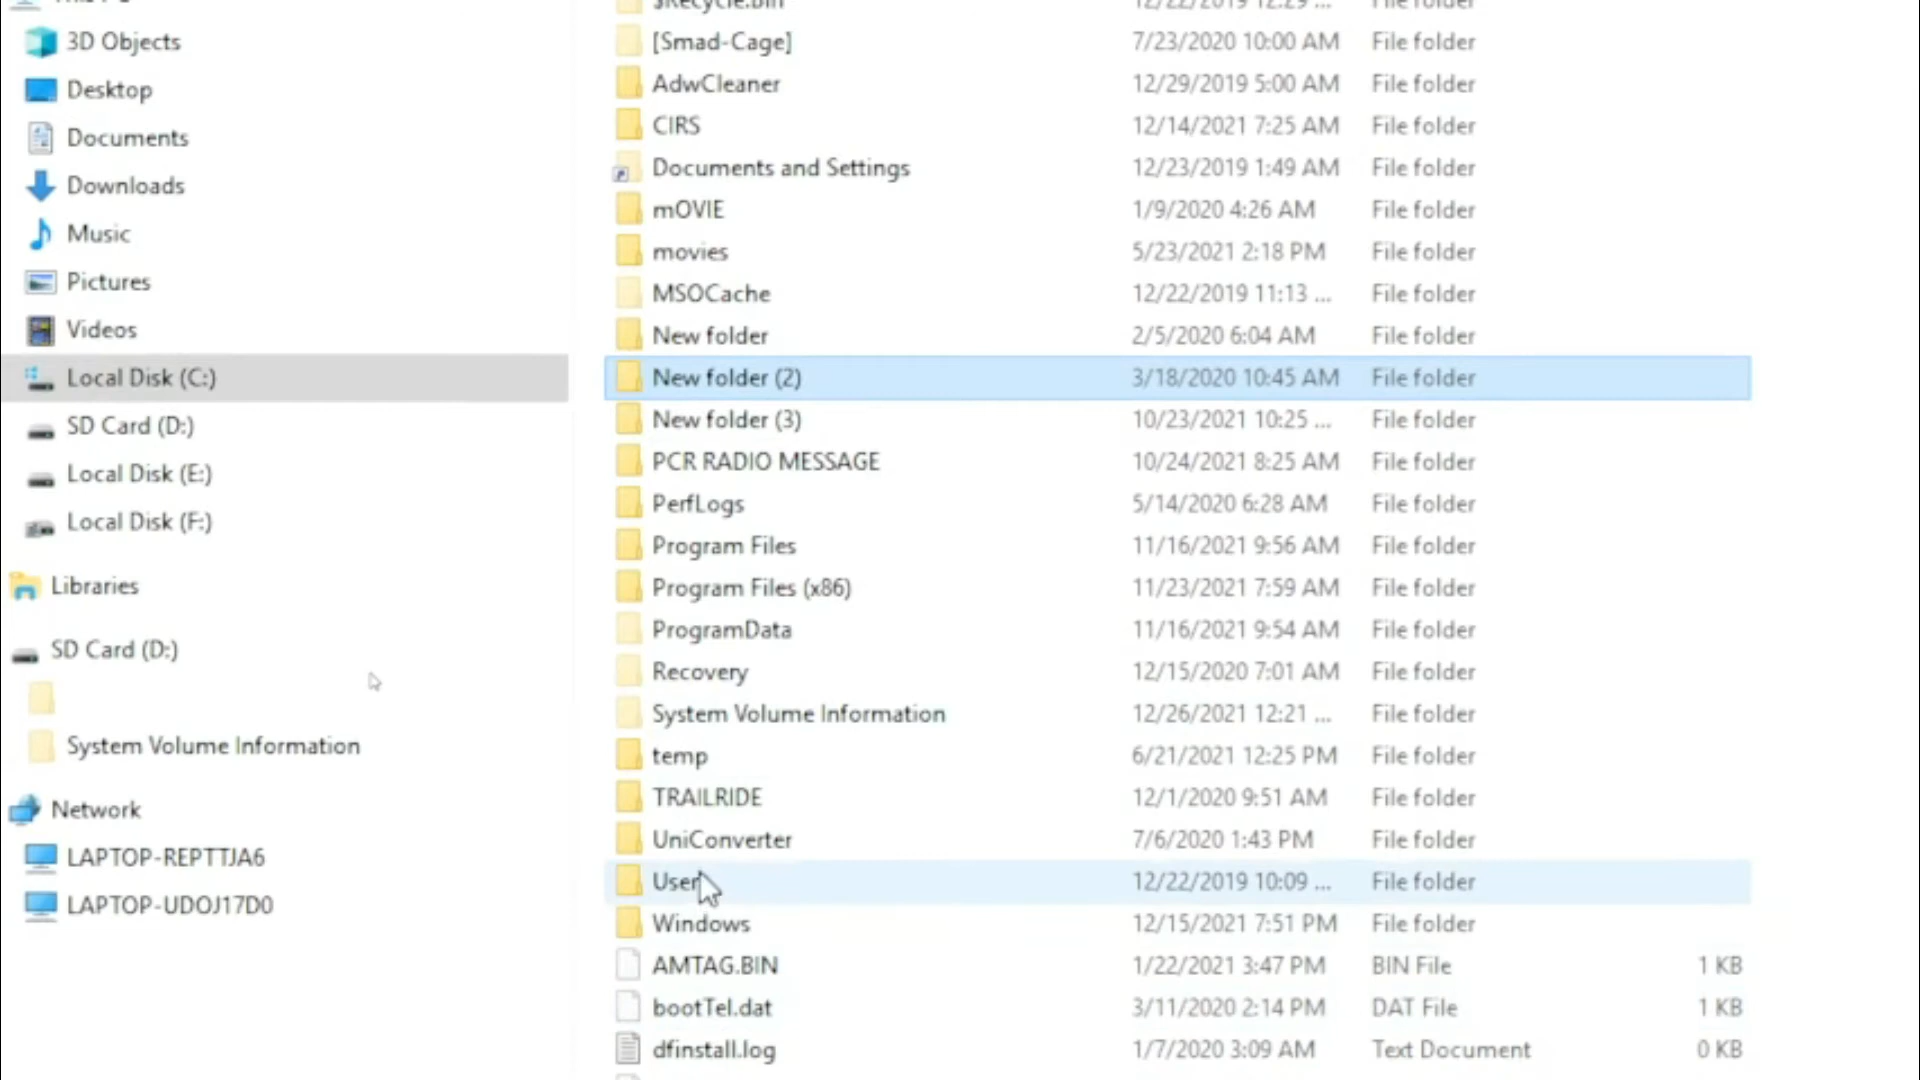 3D Objects
Desktop
Documents
Downloads
Music
Pictures
Videos
Local Disk (C:)
SD Card (D:)
Local Disk (E:)
Local Disk (F:)
Libraries
SD Card (D:)
System Volume Information
Network
LAPTOP-REPTTJA6
LAPTOP-UDOJ17D0
$Recycle.Bin 12/22/2019 12:29 ... File folder
[Smad-Cage] 7/23/2020 10:00 AM File folder
AdwCleaner 12/29/2019 5:00 AM File folder
CIRS 12/14/2021 7:25 AM File folder
Documents and Settings 12/23/2019 1:49 AM File folder
mOVIE 1/9/2020 4:26 AM File folder
movies 5/23/2021 2:18 PM File folder
MSOCache 12/22/2019 11:13 ... File folder
New folder 2/5/2020 6:04 AM File folder
New folder (2) 3/18/2020 10:45 AM File folder
New folder (3) 10/23/2021 10:25 ... File folder
PCR RADIO MESSAGE 10/24/2021 8:25 AM File folder
PerfLogs 5/14/2020 6:28 AM File folder
Program Files 11/16/2021 9:56 AM File folder
Program Files (x86) 11/23/2021 7:59 AM File folder
ProgramData 11/16/2021 9:54 AM File folder
Recovery 12/15/2020 7:01 AM File folder
System Volume Information 12/26/2021 12:21 ... File folder
temp 6/21/2021 12:25 PM File folder
TRAILRIDE 12/1/2020 9:51 AM File folder
UniConverter 7/6/2020 1:43 PM File folder
User 12/22/2019 10:09 ... File folder
Windows 12/15/2021 7:51 PM File folder
AMTAG.BIN 1/22/2021 3:47 PM BIN File 1 KB
bootTel.dat 3/11/2020 2:14 PM DAT File 1 KB
dfinstall.log 1/7/2020 3:09 AM Text Document 0 KB